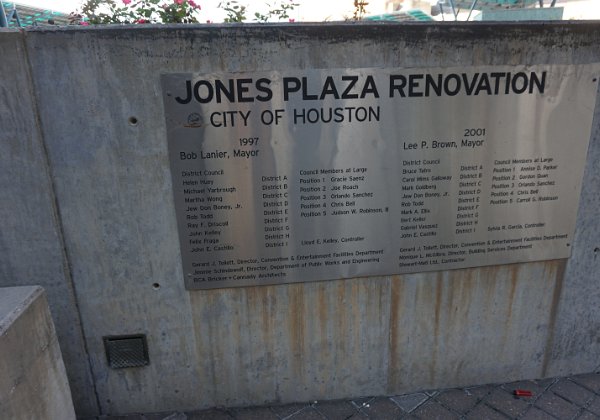 JONES PLAZA RENOVATION
CITY OF HOUSTON
1997
Bob Lanier, Mayor
District Council
Helen Huey District A
Michael Yarbrough District B
Martha Wong District C
Jew Don Boney, Jr. District D
Rob Todd District E
Ray F. Driscoll District F
John Kelley District G
Felix Fraga District H
John E. Castillo District I
Council Members at Large
Position 1 Gracie Saenz
Position 2 Joe Roach
Position 3 Orlando Sanchez
Position 4 Chris Bell
Position 5 Judson W. Robinson, III
Lloyd E. Kelley, Controller
Gerard J. Tollett, Director, Convention & Entertainment Facilities Department
Jimmie Schindewolf, Director, Department of Public Works and Engineering
Architects
2001
Lee P. Brown, Mayor
District Council
Bruce Tatro District A
Carol Mims Galloway District B
Mark Goldberg District C
Jew Don Boney, Jr. District D
Rob Todd District E
Mark A. Ellis District F
Bert Keller District G
Gabriel Vasquez District H
John E. Castillo District I
Council Members at Large
Position 1 Annise D. Parker
Position 2 Gordon Quan
Position 3 Orlando Sanchez
Position 4 Chris Bell
Position 5 Carroll G. Robinson
Sylvia R. Garcia, Controller
Gerard J. Tollett, Director, Convention & Entertainment Facilities Department
Monique L. McGilbra, Director, Building Services Department
Contractor